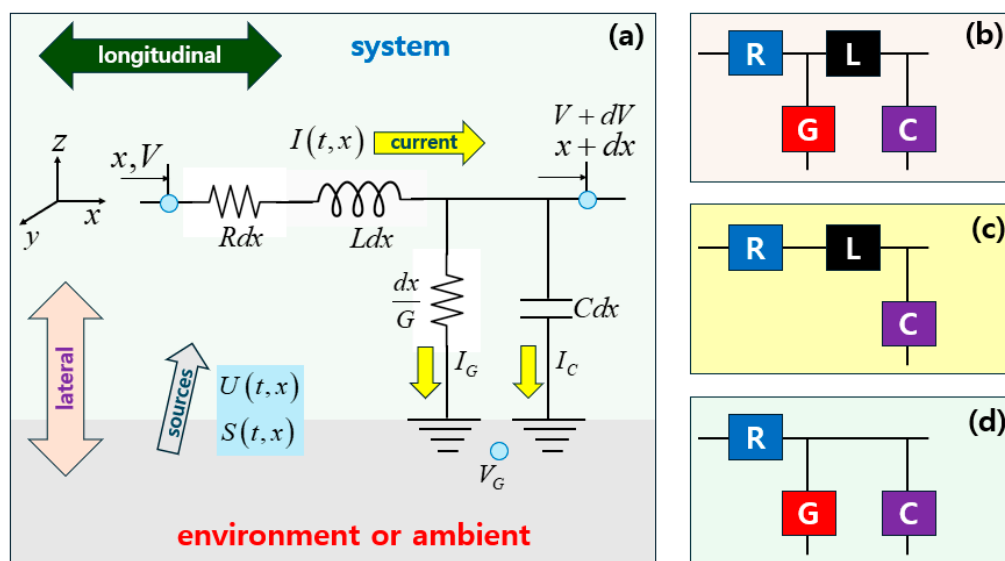 (a)
longitudinal
system
I(t,x)
current
V + dV
x + dx
x,V
z
x
y
Rdx
Ldx
dx
G
Cdx
I_G
I_C
lateral
sources
U(t,x)
S(t,x)
V_G
environment or ambient
(b)
R
L
G
C
(c)
R
L
C
(d)
R
G
C